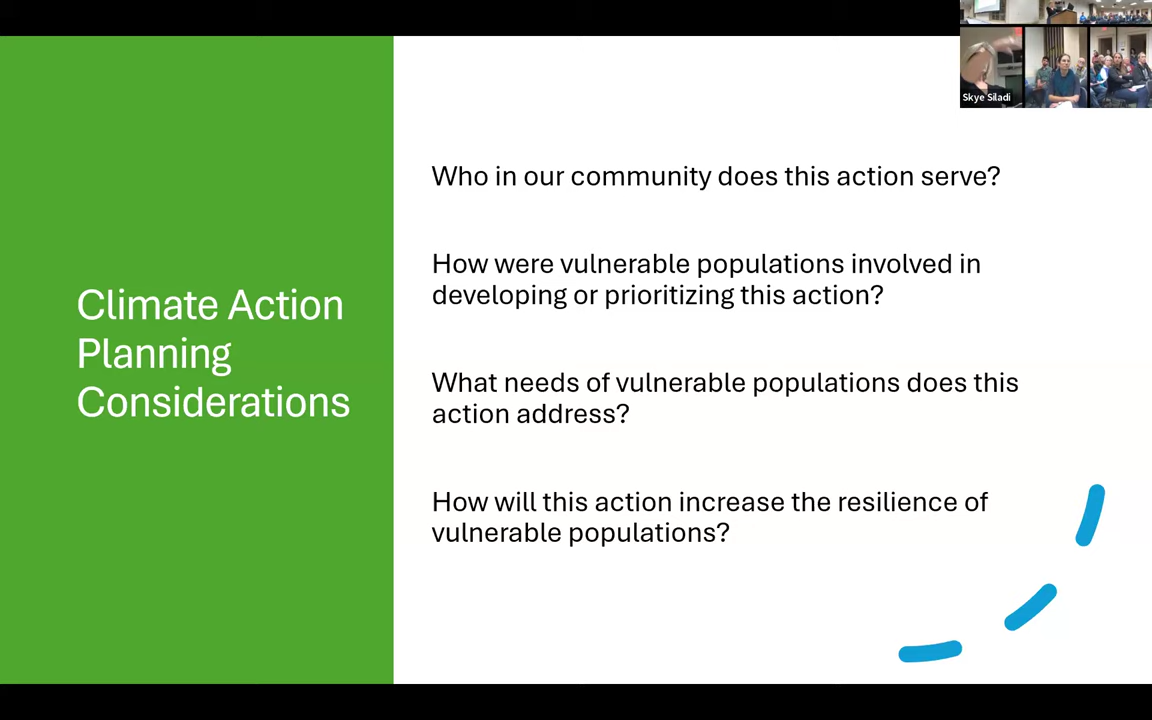 Skye Siladi
Climate Action
Planning
Considerations
Who in our community does this action serve?
How were vulnerable populations involved in
developing or prioritizing this action?
What needs of vulnerable populations does this
action address?
How will this action increase the resilience of
vulnerable populations?